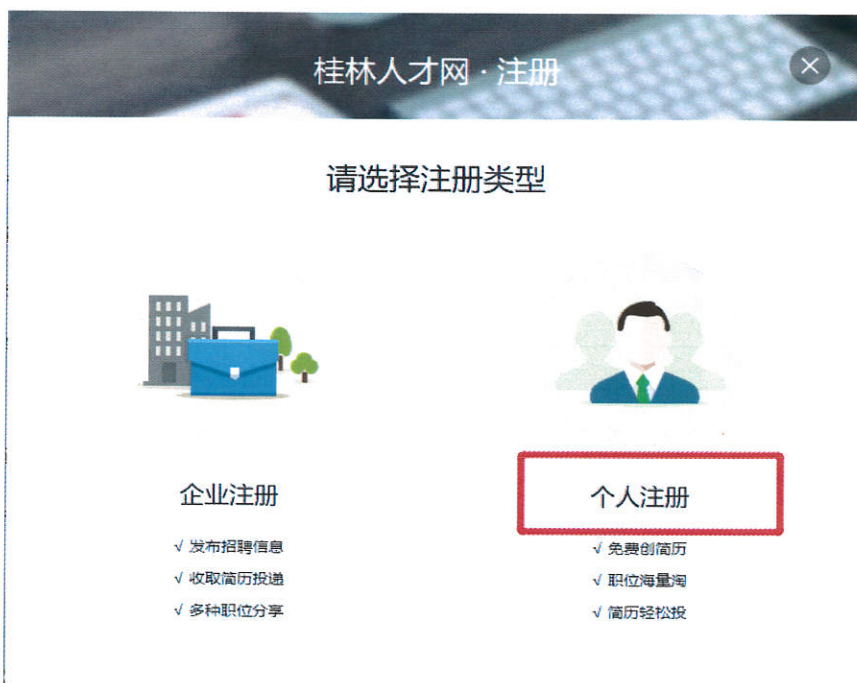 桂林人才网 · 注册
请选择注册类型
企业注册
√ 发布招聘信息
√ 收取简历投递
√ 多种职位分享
个人注册
√ 免费创简历
√ 职位海量淘
√ 简历轻松投